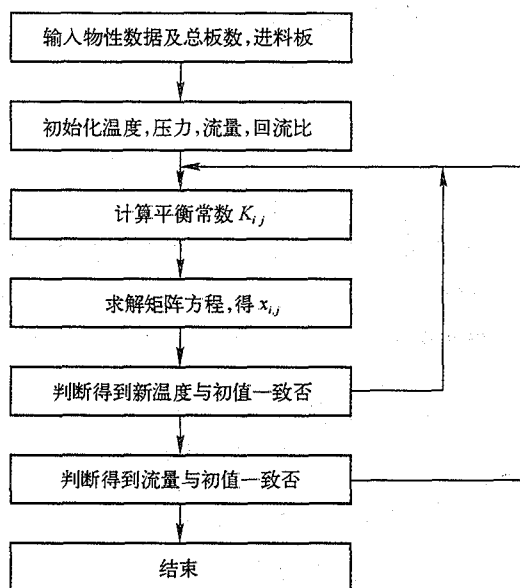 输入物性数据及总板数,进料板
初始化温度,压力,流量,回流比
计算平衡常数 K_{ij}
求解矩阵方程,得 x_{i,j}
判断得到新温度与初值一致否
判断得到流量与初值一致否
结束